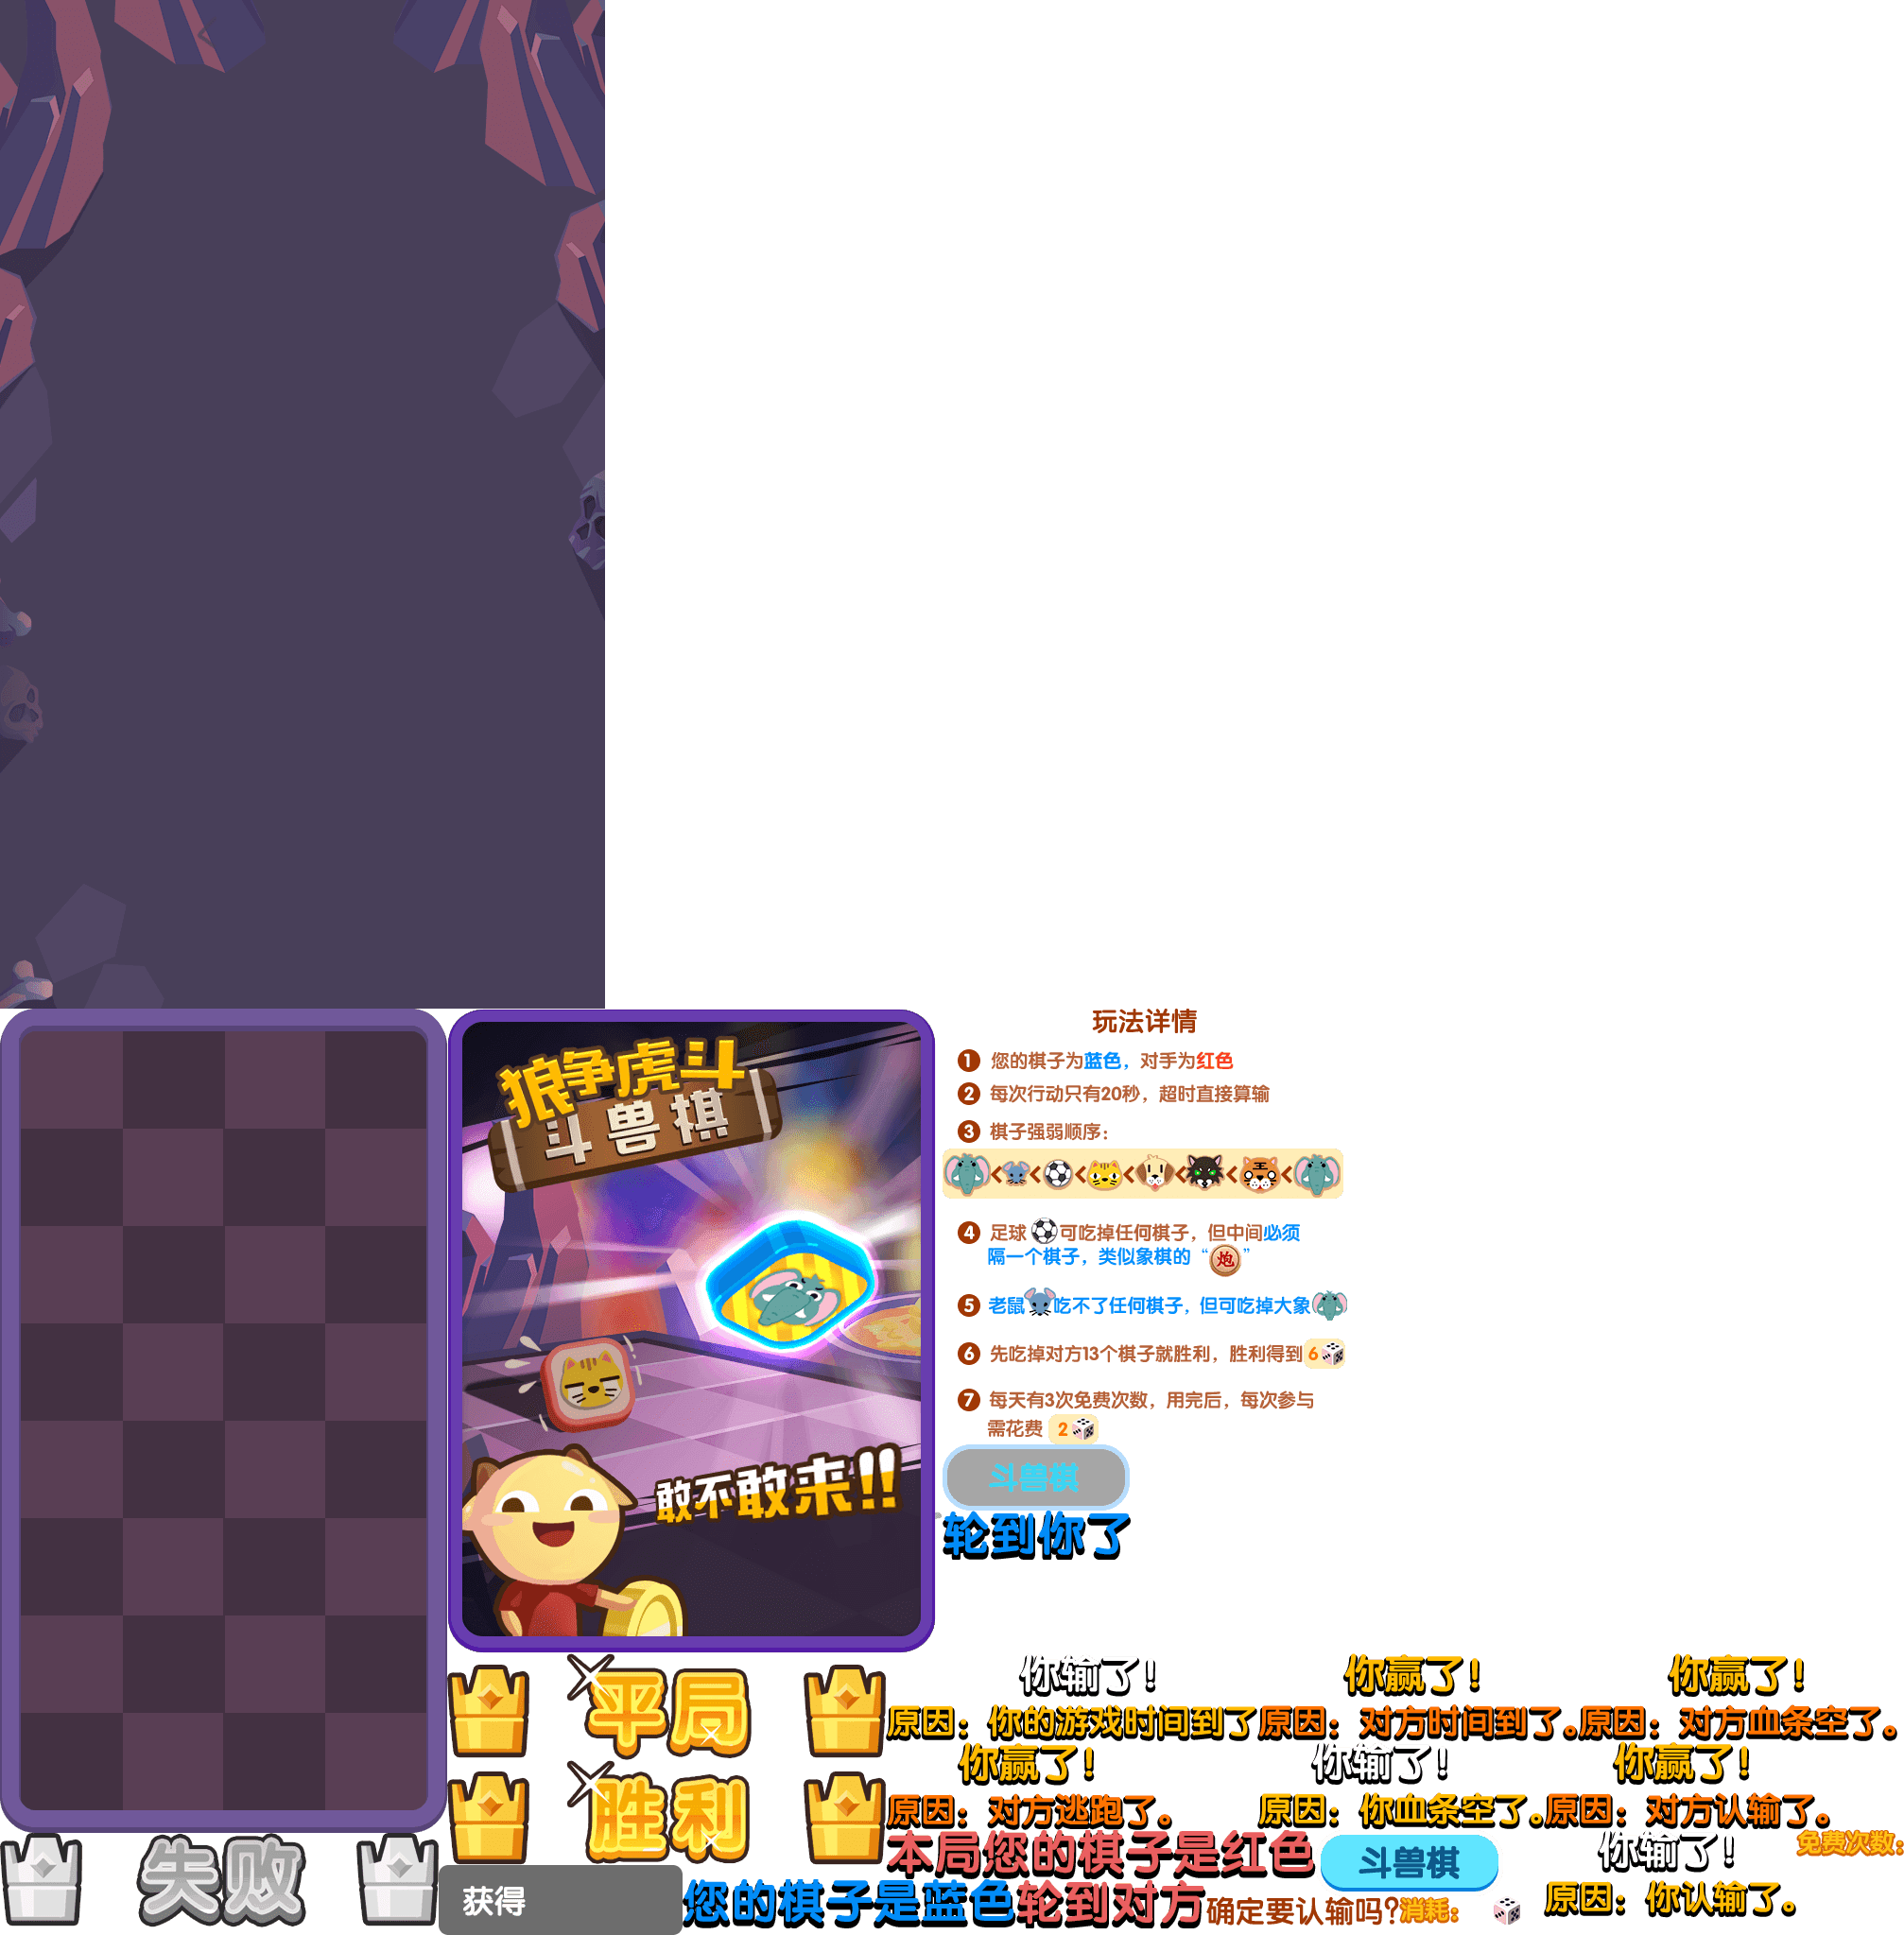 玩法详情
1 您的棋子为蓝色，对手为红色
2 每次行动只有20秒，超时直接算输
3 棋子强弱顺序：
< < < < < < <
4 足球可吃掉任何棋子，但中间必须
隔一个棋子，类似象棋的“炮”
5 老鼠吃不了任何棋子，但可吃掉大象
6 先吃掉对方13个棋子就胜利，胜利得到6
7 每天有3次免费次数，用完后，每次参与
需花费 2
狼争虎斗
斗兽棋
敢不敢来!!
斗兽棋
轮到你了
平局
胜利
失败
获得
你输了!
原因：你的游戏时间到了
你赢了!
原因：对方时间到了。
你赢了!
原因：对方血条空了。
你赢了!
原因：对方逃跑了。
你输了!
原因：你血条空了。
你赢了!
原因：对方认输了。
本局您的棋子是红色
斗兽棋
你输了!
原因：你认输了。
免费次数：
您的棋子是蓝色
轮到对方
确定要认输吗?
消耗：